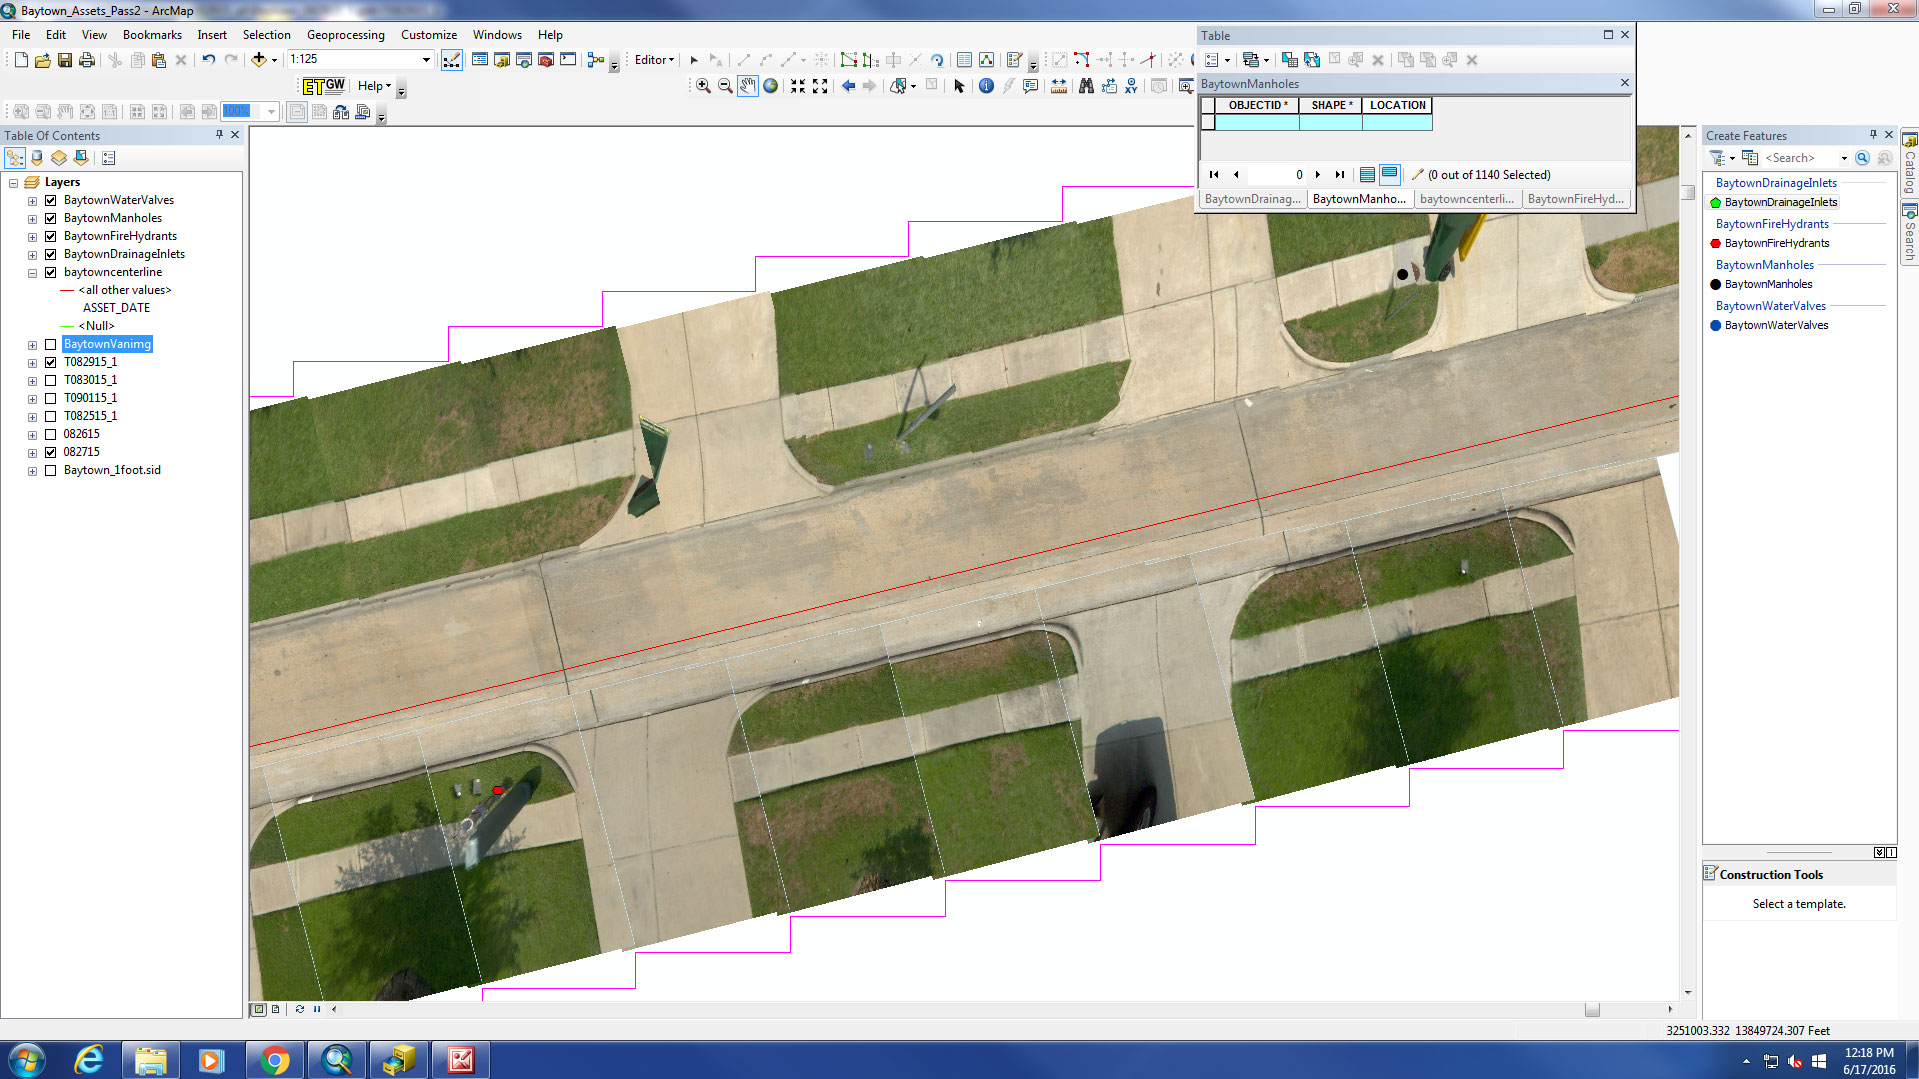 Baytown_Assets_Pass2 - ArcMap
File Edit View Bookmarks Insert Selection Geoprocessing Customize Windows Help
1:125
Editor
ETGW Help
100%
Table Of Contents
Layers
BaytownWaterValves
BaytownManholes
BaytownFireHydrants
BaytownDrainageInlets
baytowncenterline
<all other values>
ASSET_DATE
<Null>
BaytownVanimg
T082915_1
T083015_1
T090115_1
T082515_1
082615
082715
Baytown_1foot.sid
Table
BaytownManholes
OBJECTID * SHAPE * LOCATION
0
(0 out of 1140 Selected)
BaytownDrainag... BaytownManho... baytowncenterli... BaytownFireHyd...
Create Features
<Search>
BaytownDrainageInlets
BaytownDrainageInlets
BaytownFireHydrants
BaytownFireHydrants
BaytownManholes
BaytownManholes
BaytownWaterValves
BaytownWaterValves
Catalog
Search
Construction Tools
Select a template.
3251003.332 13849724.307 Feet
12:18 PM
6/17/2016